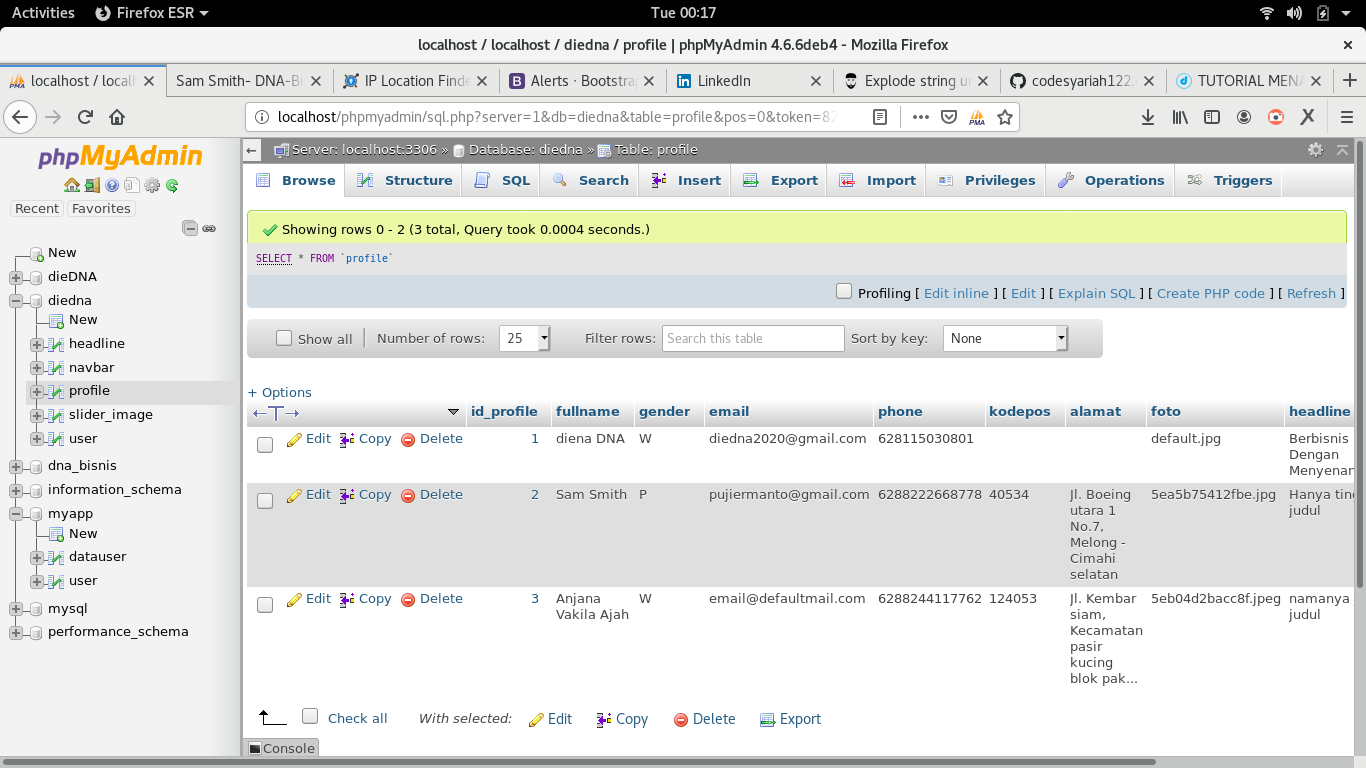 Activities Firefox ESR Tue 00:17
localhost / localhost / diedna / profile | phpMyAdmin 4.6.6deb4 - Mozilla Firefox
localhost / local Sam Smith- DNA-Bi IP Location Finde Alerts · Bootstra LinkedIn Explode string u codesyariah122 TUTORIAL MENA
localhost/phpmyadmin/sql.php?server=1&db=diedna&table=profile&pos=0&token=82
phpMyAdmin
Recent Favorites
New
dieDNA
diedna
New
headline
navbar
profile
slider_image
user
dna_bisnis
information_schema
myapp
New
datauser
user
mysql
performance_schema
Server: localhost:3306 » Database: diedna » Table: profile
Browse Structure SQL Search Insert Export Import Privileges Operations Triggers
Showing rows 0 - 2 (3 total, Query took 0.0004 seconds.)
SELECT * FROM `profile`
Profiling [ Edit inline ] [ Edit ] [ Explain SQL ] [ Create PHP code ] [ Refresh ]
Show all Number of rows: 25 Filter rows: Search this table Sort by key: None
+ Options
id_profile fullname gender email phone kodepos alamat foto headline
Edit Copy Delete 1 diena DNA W diedna2020@gmail.com 628115030801 default.jpg Berbisnis
Dengan
Menyenan
Edit Copy Delete 2 Sam Smith P pujiermanto@gmail.com 6288222668778 40534 Jl. Boeing 5ea5b75412fbe.jpg Hanya ting
utara 1 judul
No.7,
Melong -
Cimahi
selatan
Edit Copy Delete 3 Anjana W email@defaultmail.com 6288244117762 124053 Jl. Kembar 5eb04d2bacc8f.jpeg namanya
Vakila Ajah siam, judul
Kecamatan
pasir
kucing
blok pak...
Check all With selected: Edit Copy Delete Export
Console